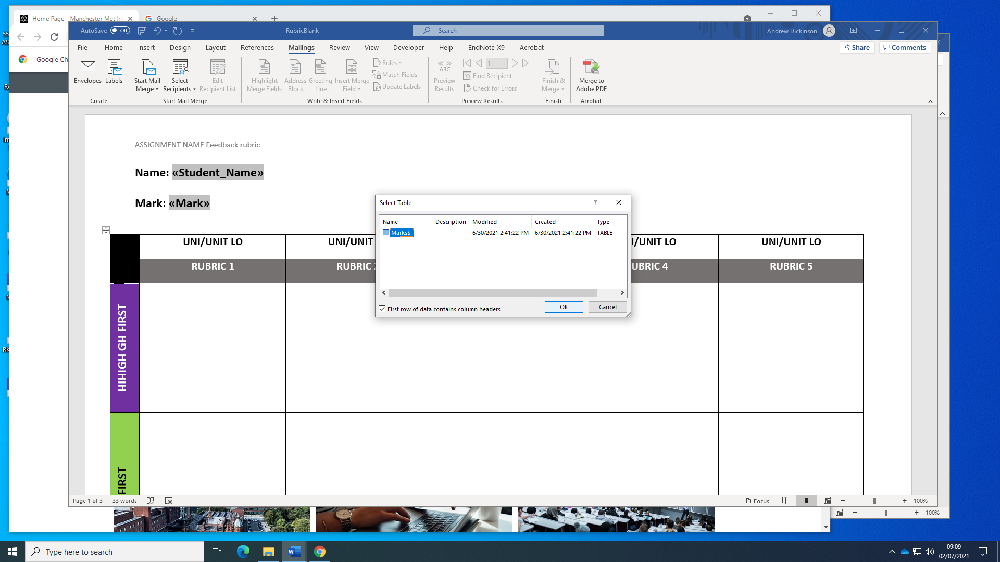 Home Page - Manchester Met In
Google
Google Ch
AutoSave
Off
RubricBlank
Search
Andrew Dickinson
File
Home
Insert
Design
Layout
References
Mailings
Review
View
Developer
Help
EndNote X9
Acrobat
Share
Comments
Envelopes
Labels
Create
Start Mail
Merge
Select
Recipients
Edit
Recipient List
Start Mail Merge
Highlight
Merge Fields
Address
Block
Greeting
Line
Insert Merge
Field
Rules
Match Fields
Update Labels
Write & Insert Fields
ABC
Preview
Results
1
Find Recipient
Check for Errors
Preview Results
Finish &
Merge
Finish
Merge to
Adobe PDF
Acrobat
ASSIGNMENT NAME Feedback rubric
Name: «Student_Name»
Mark: «Mark»
UNI/UNIT LO
UNI/UNIT
I/UNIT LO
UNI/UNIT LO
RUBRIC 1
RUBRIC
UBRIC 4
RUBRIC 5
HIHIGH GH FIRST
FIRST
Select Table
?
Name
Description
Modified
Created
Type
Marks$
6/30/2021 2:41:22 PM
6/30/2021 2:41:22 PM
TABLE
First row of data contains column headers
OK
Cancel
Page 1 of 3
33 words
Focus
100%
100%
Type here to search
09:09
02/07/2021